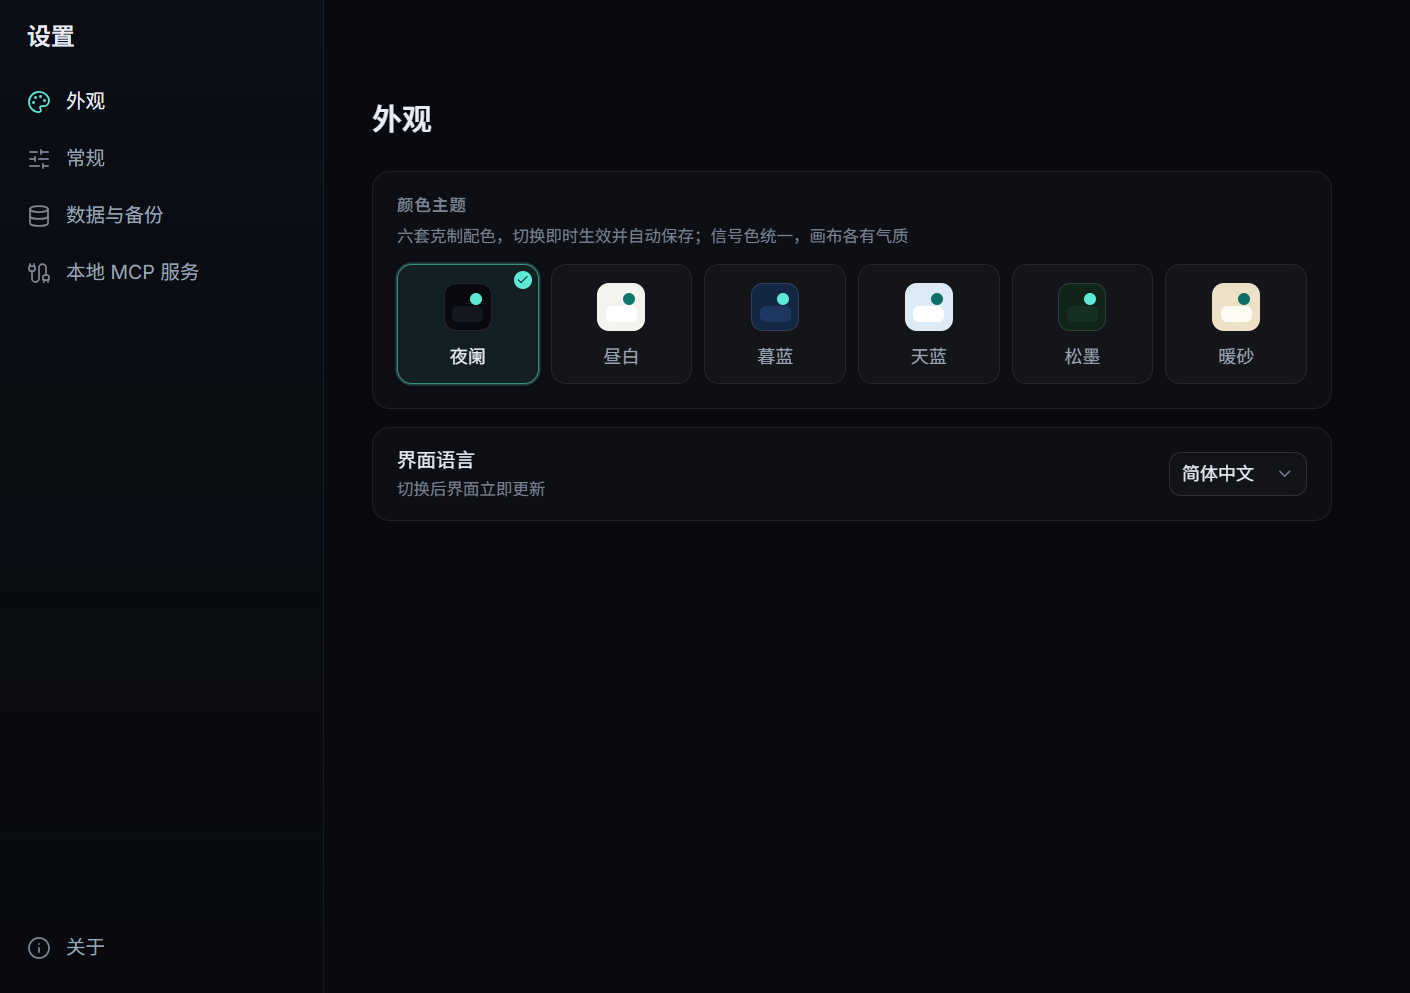 设置
外观
常规
数据与备份
本地 MCP 服务
关于
外观
颜色主题
六套克制配色，切换即时生效并自动保存；信号色统一，画布各有气质
夜阑
昼白
暮蓝
天蓝
松墨
暖砂
界面语言
切换后界面立即更新
简体中文